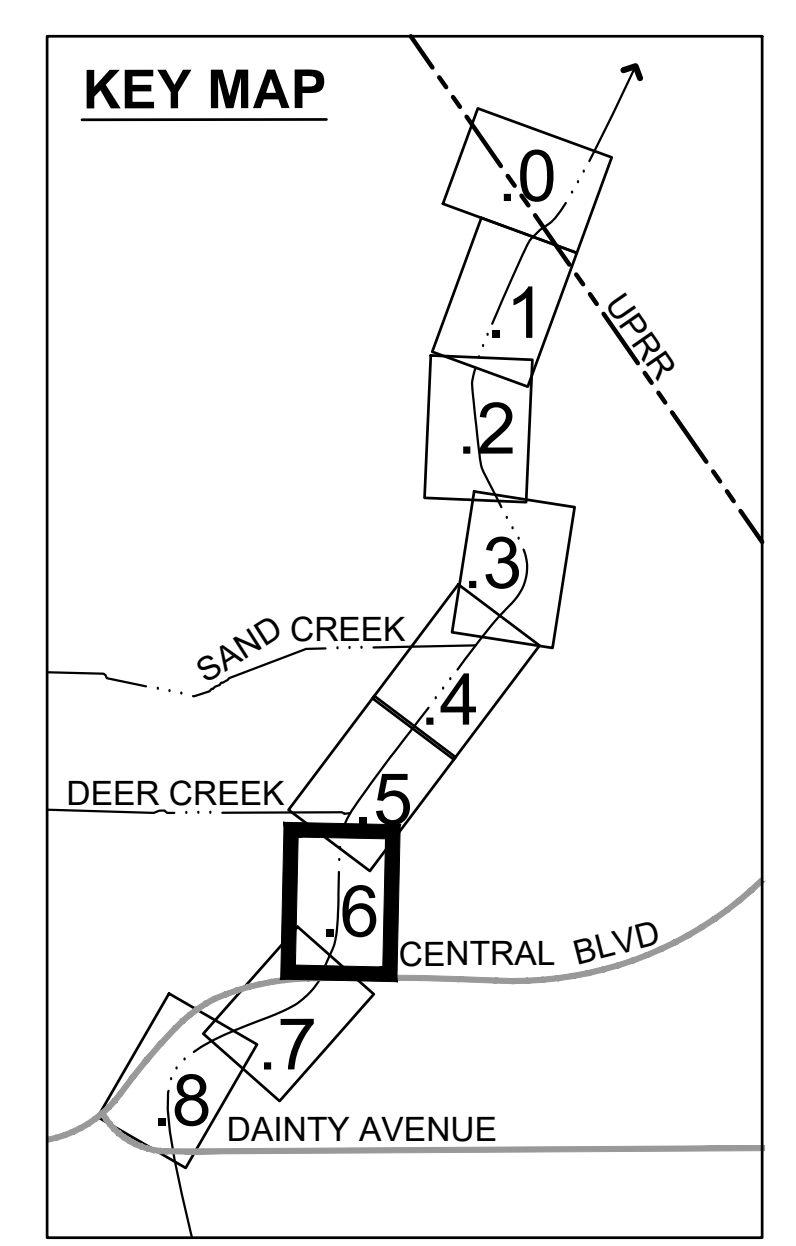 KEY MAP
.0
.1
UPRR
.2
.3
SAND CREEK
.4
DEER CREEK
.5
.6
CENTRAL BLVD
.7
.8
DAINTY AVENUE